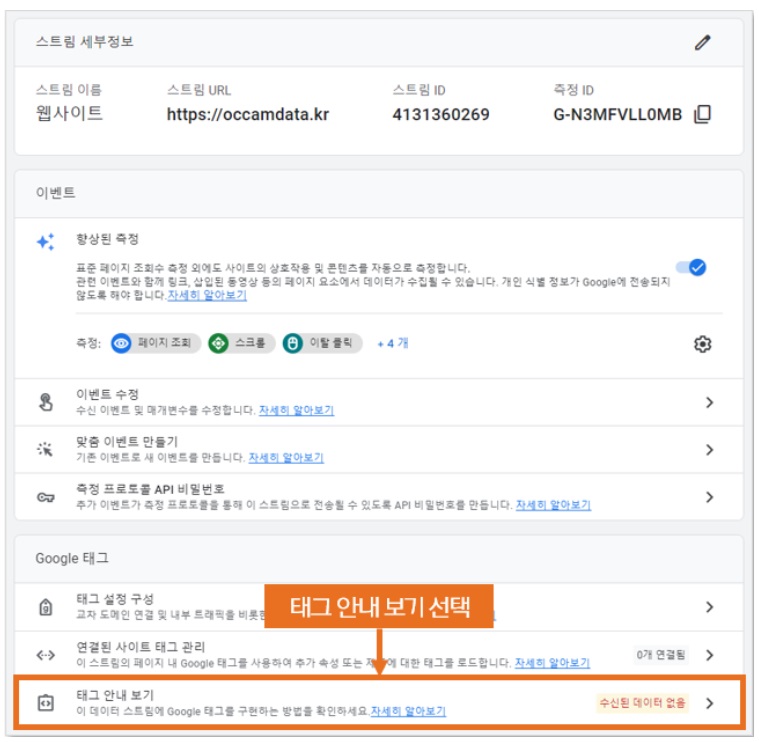 스트림 세부정보
스트림 이름 스트림 URL 스트림 ID 측정 ID
웹사이트 https://occamdata.kr 4131360269 G-N3MFVLL0MB
이벤트
향상된 측정
표준 페이지 조회수 측정 외에도 사이트의 상호작용 및 콘텐츠를 자동으로 측정합니다.
관련 이벤트와 함께 링크, 삽입된 동영상 등의 페이지 요소에서 데이터가 수집될 수 있습니다. 개인 식별 정보가 Google에 전송되지
않도록 해야 합니다.자세히 알아보기
측정: 페이지 조회 스크롤 이탈 클릭 + 4 개
이벤트 수정
수신 이벤트 및 매개변수를 수정합니다. 자세히 알아보기
맞춤 이벤트 만들기
기존 이벤트로 새 이벤트를 만듭니다. 자세히 알아보기
측정 프로토콜 API 비밀번호
추가 이벤트가 측정 프로토콜을 통해 이 스트림으로 전송될 수 있도록 API 비밀번호를 만듭니다. 자세히 알아보기
Google 태그
태그 설정 구성
교차 도메인 연결 및 내부 트래픽을 비롯한
태그 안내 보기 선택
연결된 사이트 태그 관리
이 스트림의 페이지 내 Google 태그를 사용하여 추가 속성 또는 에 대한 태그를 로드합니다. 자세히 알아보기 0개 연결됨
태그 안내 보기
이 데이터 스트림에 Google 태그를 구현하는 방법을 확인하세요.자세히 알아보기 수신된 데이터 없음